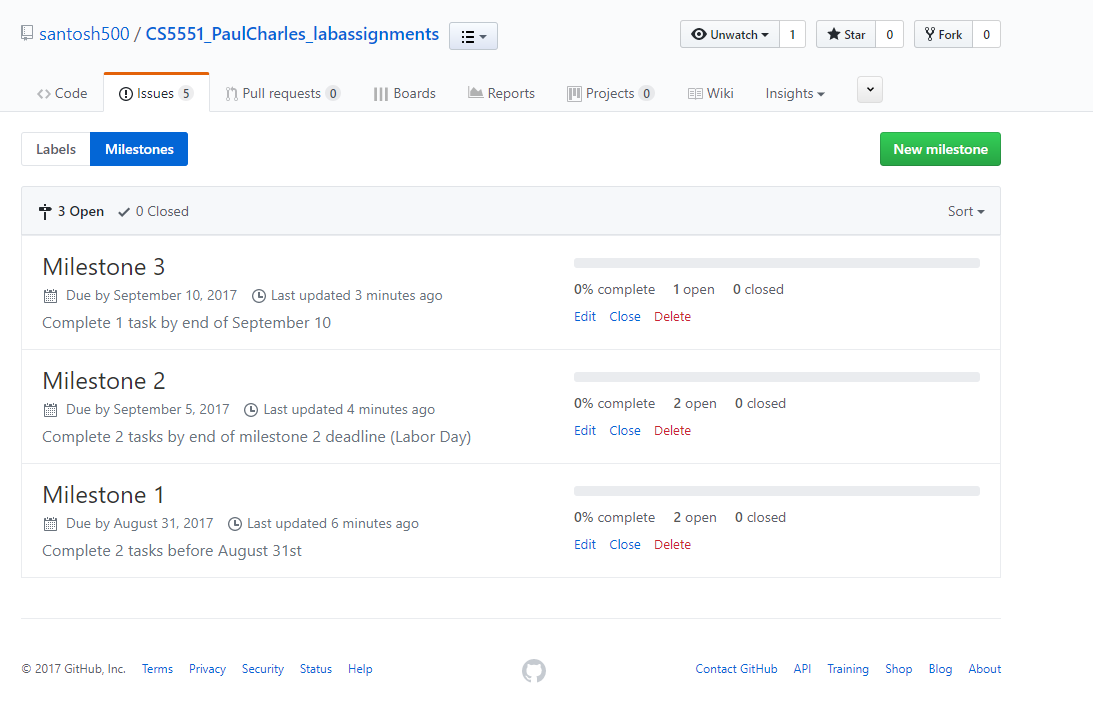 santosh500 / CS5551_PaulCharles_labassignments
Unwatch 1 Star 0 Fork 0
Code Issues 5 Pull requests 0 Boards Reports Projects 0 Wiki Insights
Labels Milestones New milestone
3 Open 0 Closed Sort
Milestone 3
Due by September 10, 2017 Last updated 3 minutes ago
Complete 1 task by end of September 10
0% complete 1 open 0 closed
Edit Close Delete
Milestone 2
Due by September 5, 2017 Last updated 4 minutes ago
Complete 2 tasks by end of milestone 2 deadline (Labor Day)
0% complete 2 open 0 closed
Edit Close Delete
Milestone 1
Due by August 31, 2017 Last updated 6 minutes ago
Complete 2 tasks before August 31st
0% complete 2 open 0 closed
Edit Close Delete
© 2017 GitHub, Inc. Terms Privacy Security Status Help Contact GitHub API Training Shop Blog About